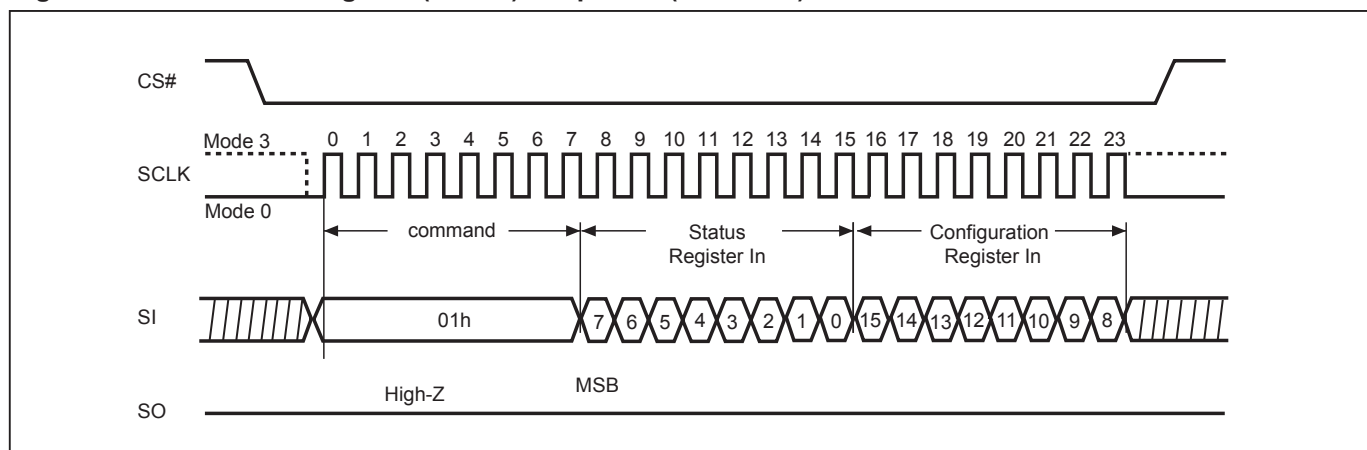 CS#
Mode 3
0 1 2 3 4 5 6 7 8 9 10 11 12 13 14 15 16 17 18 19 20 21 22 23
SCLK
Mode 0
command
Status
Register In
Configuration
Register In
SI
01h
7 6 5 4 3 2 1 0 15 14 13 12 11 10 9 8
High-Z
MSB
SO